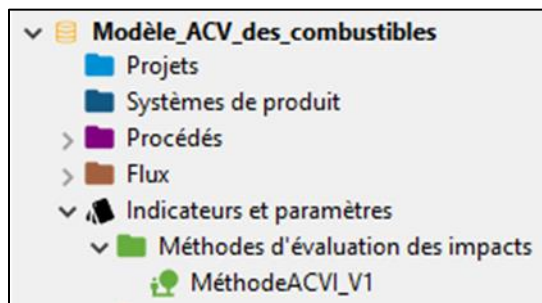 Modèle_ACV_des_combustibles
Projets
Systèmes de produit
Procédés
Flux
Indicateurs et paramètres
Méthodes d'évaluation des impacts
MéthodeACVI_V1